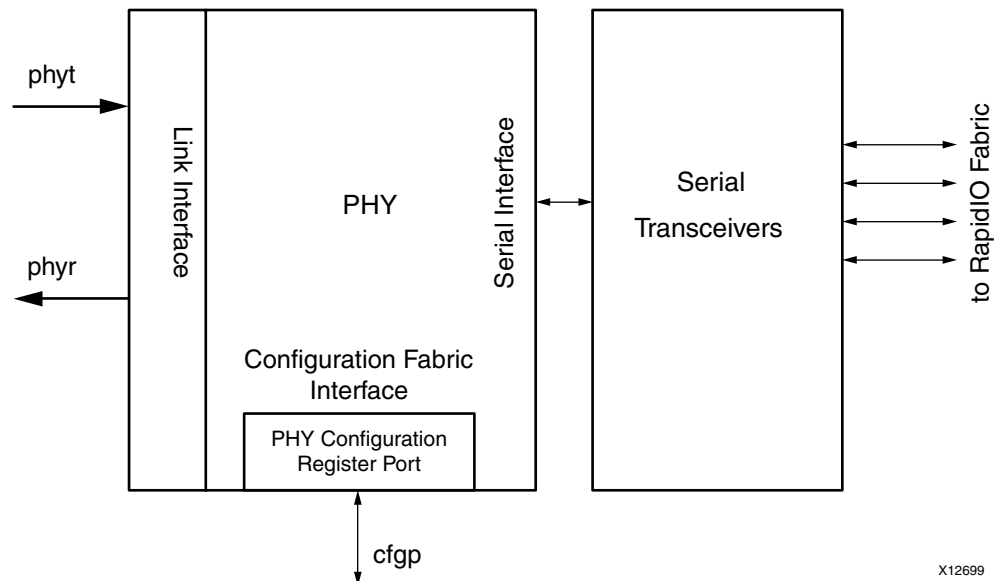 phyt
Link Interface
PHY
Serial Interface
Serial
Transceivers
to RapidIO Fabric
phyr
Configuration Fabric
Interface
PHY Configuration
Register Port
cfgp
X12699